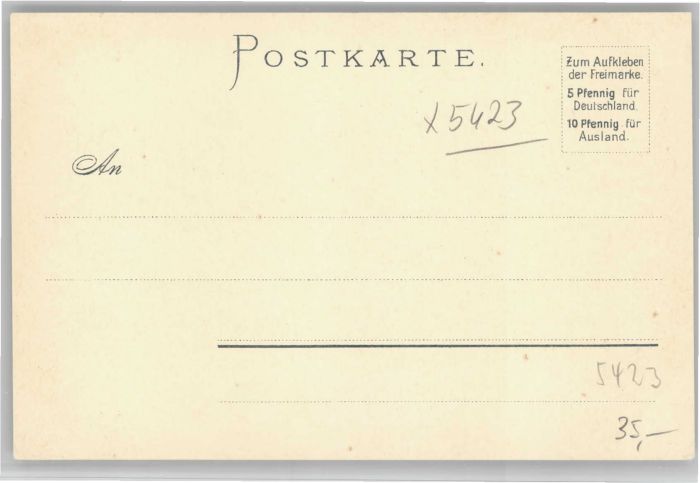 POSTKARTE.
Zum Aufkleben
der Freimarke.
5 Pfennig für
Deutschland.
10 Pfennig für
Ausland.
x 5423
An
5423
35,—